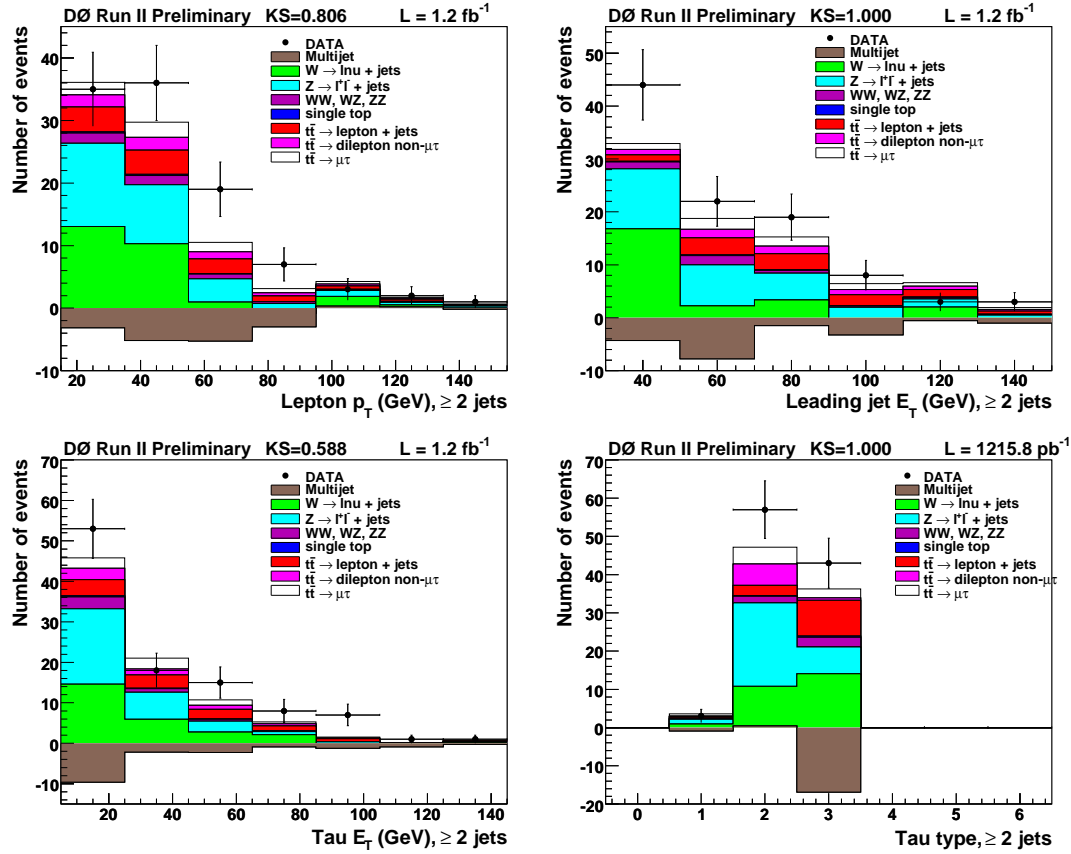 DØ Run II Preliminary KS=0.806 L = 1.2 fb⁻¹
Number of events
DATA
Multijet
W → lnu + jets
Z → l⁺l⁻ + jets
WW, WZ, ZZ
single top
tt̄ → lepton + jets
tt̄ → dilepton non-μτ
tt̄ → μτ
40
30
20
10
0
-10
20 40 60 80 100 120 140
Lepton p_T (GeV), ≥ 2 jets
DØ Run II Preliminary KS=1.000 L = 1.2 fb⁻¹
Number of events
DATA
Multijet
W → lnu + jets
Z → l⁺l⁻ + jets
WW, WZ, ZZ
single top
tt̄ → lepton + jets
tt̄ → dilepton non-μτ
tt̄ → μτ
50
40
30
20
10
0
-10
40 60 80 100 120 140
Leading jet E_T (GeV), ≥ 2 jets
DØ Run II Preliminary KS=0.588 L = 1.2 fb⁻¹
Number of events
DATA
Multijet
W → lnu + jets
Z → l⁺l⁻ + jets
WW, WZ, ZZ
single top
tt̄ → lepton + jets
tt̄ → dilepton non-μτ
tt̄ → μτ
70
60
50
40
30
20
10
0
-10
20 40 60 80 100 120 140
Tau E_T (GeV), ≥ 2 jets
DØ Run II Preliminary KS=1.000 L = 1215.8 pb⁻¹
Number of events
DATA
Multijet
W → lnu + jets
Z → l⁺l⁻ + jets
WW, WZ, ZZ
single top
tt̄ → lepton + jets
tt̄ → dilepton non-μτ
tt̄ → μτ
70
60
50
40
30
20
10
0
-10
-20
0 1 2 3 4 5 6
Tau type, ≥ 2 jets